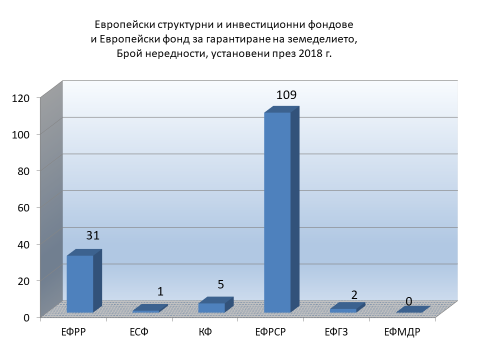 Европейски структурни и инвестиционни фондове
и Европейски фонд за гарантиране на земеделието,
Брой нередности, установени през 2018 г.
120
100
80
60
40
20
0
31
1
5
109
2
0
ЕФРР
ЕСФ
КФ
ЕФРСР
ЕФГЗ
ЕФМДР